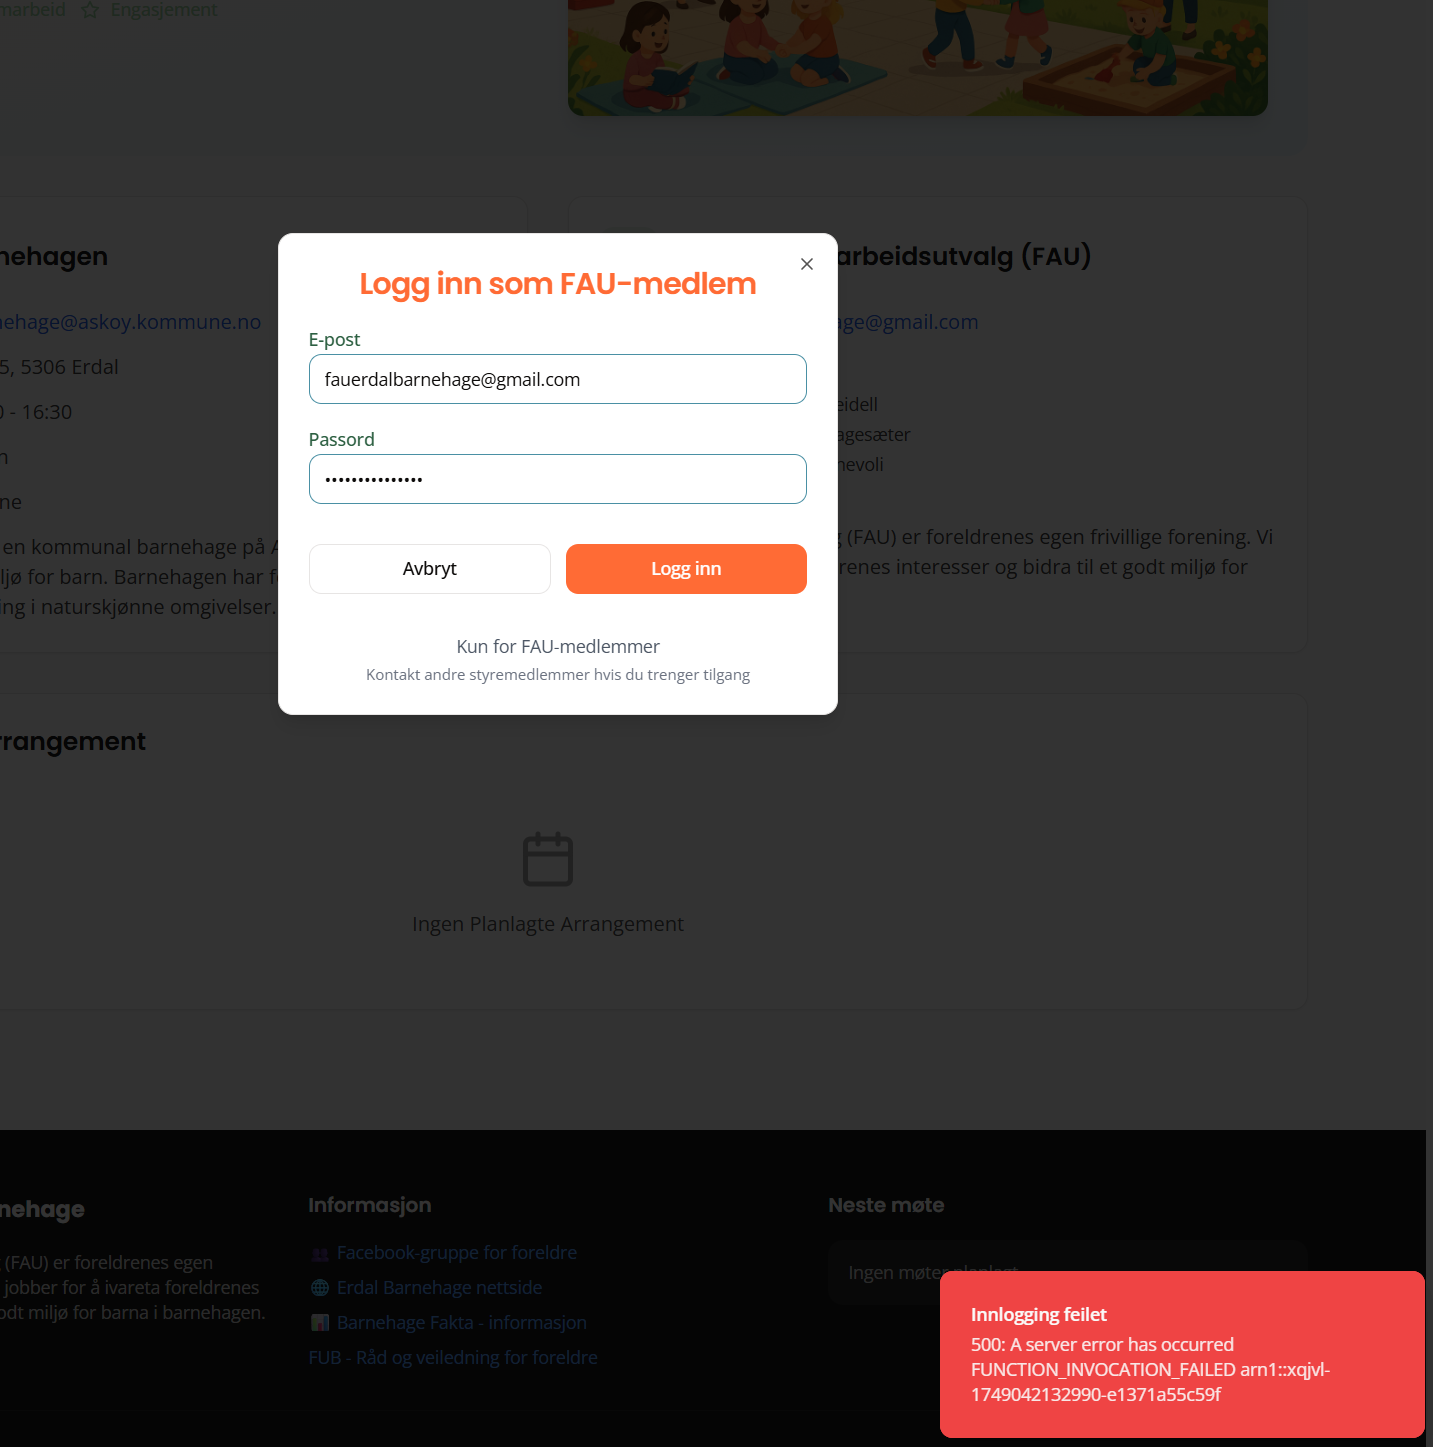 marbeid Engasjement
nehagen
nehage@askoy.kommune.no
5, 5306 Erdal
0 - 16:30
n
ne
en kommunal barnehage på A
ljø for barn. Barnehagen har f
ing i naturskjønne omgivelser.
arbeidsutvalg (FAU)
age@gmail.com
eidell
agesæter
nevoli
g (FAU) er foreldrenes egen frivillige forening. Vi
renes interesser og bidra til et godt miljø for
Logg inn som FAU-medlem
E-post
fauerdalbarnehage@gmail.com
Passord
•••••••••••••••
Avbryt
Logg inn
Kun for FAU-medlemmer
Kontakt andre styremedlemmer hvis du trenger tilgang
rrangement
Ingen Planlagte Arrangement
nehage
(FAU) er foreldrenes egen
jobber for å ivareta foreldrenes
odt miljø for barna i barnehagen.
Informasjon
Facebook-gruppe for foreldre
Erdal Barnehage nettside
Barnehage Fakta - informasjon
FUB - Råd og veiledning for foreldre
Neste møte
Ingen møter planlagt
Innlogging feilet
500: A server error has occurred
FUNCTION_INVOCATION_FAILED arn1::xqjvl-
1749042132990-e1371a55c59f